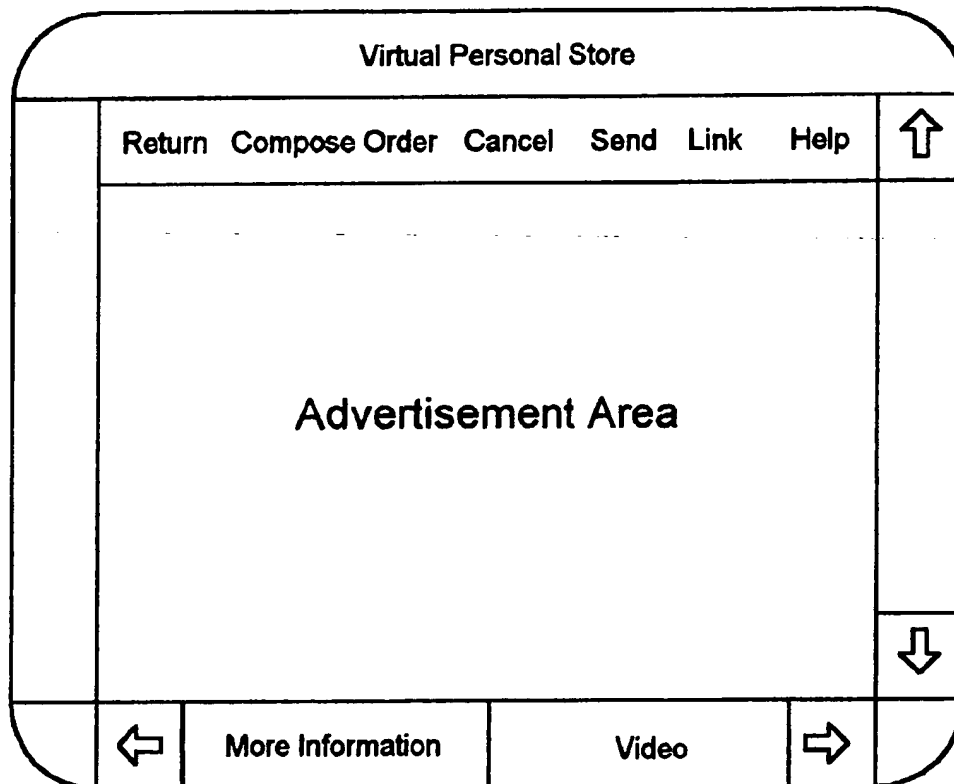 Virtual Personal Store
Return Compose Order Cancel Send Link Help
Advertisement Area
More Information Video